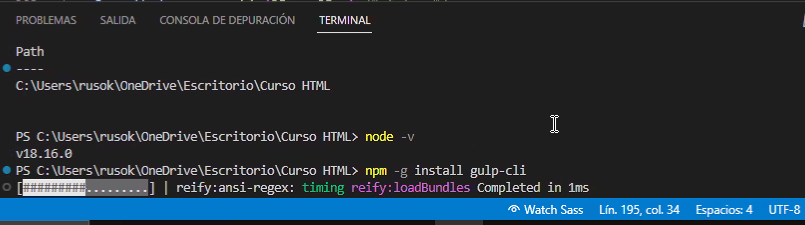 PROBLEMAS SALIDA CONSOLA DE DEPURACIÓN TERMINAL
Path
----
C:\Users\rusok\OneDrive\Escritorio\Curso HTML
PS C:\Users\rusok\OneDrive\Escritorio\Curso HTML> node -v
v18.16.0
PS C:\Users\rusok\OneDrive\Escritorio\Curso HTML> npm -g install gulp-cli
[#########.........] | reify:ansi-regex: timing reify:loadBundles Completed in 1ms
Watch Sass Lín. 195, col. 34 Espacios: 4 UTF-8